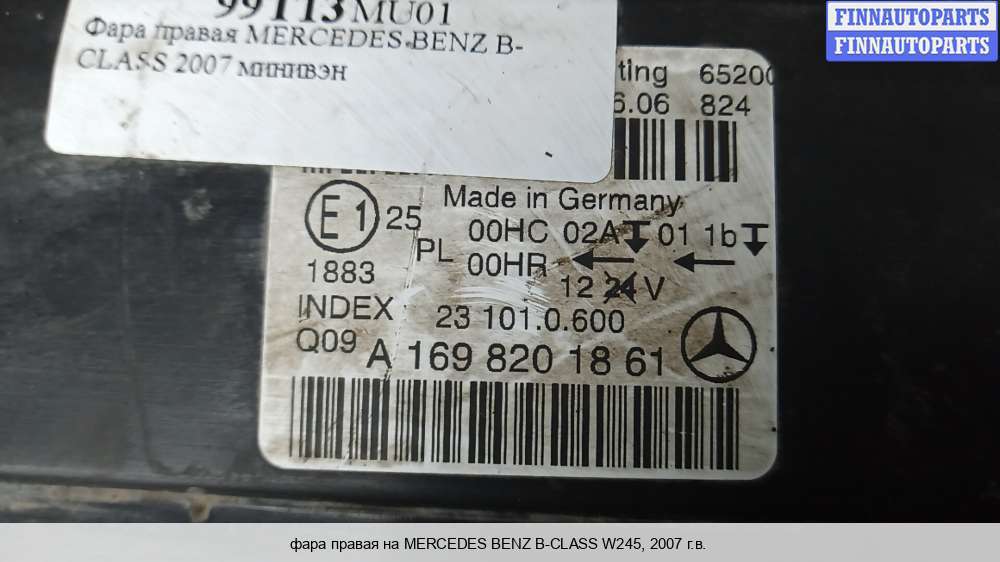 99113MU01
Фара правая MERCEDES-BENZ B-
CLASS 2007 минивэн
FINNAUTOPARTS
FINNAUTOPARTS
6.06 824
Made in Germany
E1 25
00HC 02A 01 1b
PL 00HR
1883
12 24 V
INDEX
23 101.0.600
Q09
A 169 820 18 61
фара правая на MERCEDES BENZ B-CLASS W245, 2007 г.в.